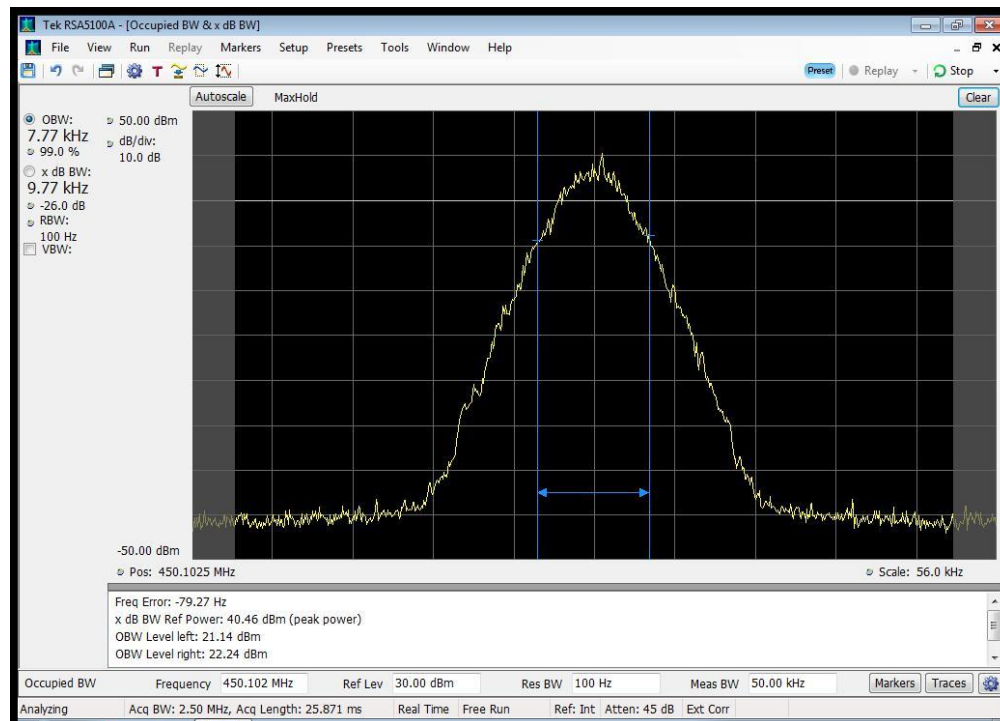 Tek RSA5100A - [Occupied BW & x dB BW]
File View Run Replay Markers Setup Presets Tools Window Help
T Preset Replay Stop
Autoscale MaxHold Clear
OBW:
7.77 kHz
99.0 %
x dB BW:
9.77 kHz
-26.0 dB
RBW:
100 Hz
VBW:
50.00 dBm
dB/div:
10.0 dB
-50.00 dBm
Pos: 450.1025 MHz Scale: 56.0 kHz
Freq Error: -79.27 Hz
x dB BW Ref Power: 40.46 dBm (peak power)
OBW Level left: 21.14 dBm
OBW Level right: 22.24 dBm
Occupied BW Frequency 450.102 MHz Ref Lev 30.00 dBm Res BW 100 Hz Meas BW 50.00 kHz Markers Traces
Analyzing Acq BW: 2.50 MHz, Acq Length: 25.871 ms Real Time Free Run Ref: Int Atten: 45 dB Ext Corr